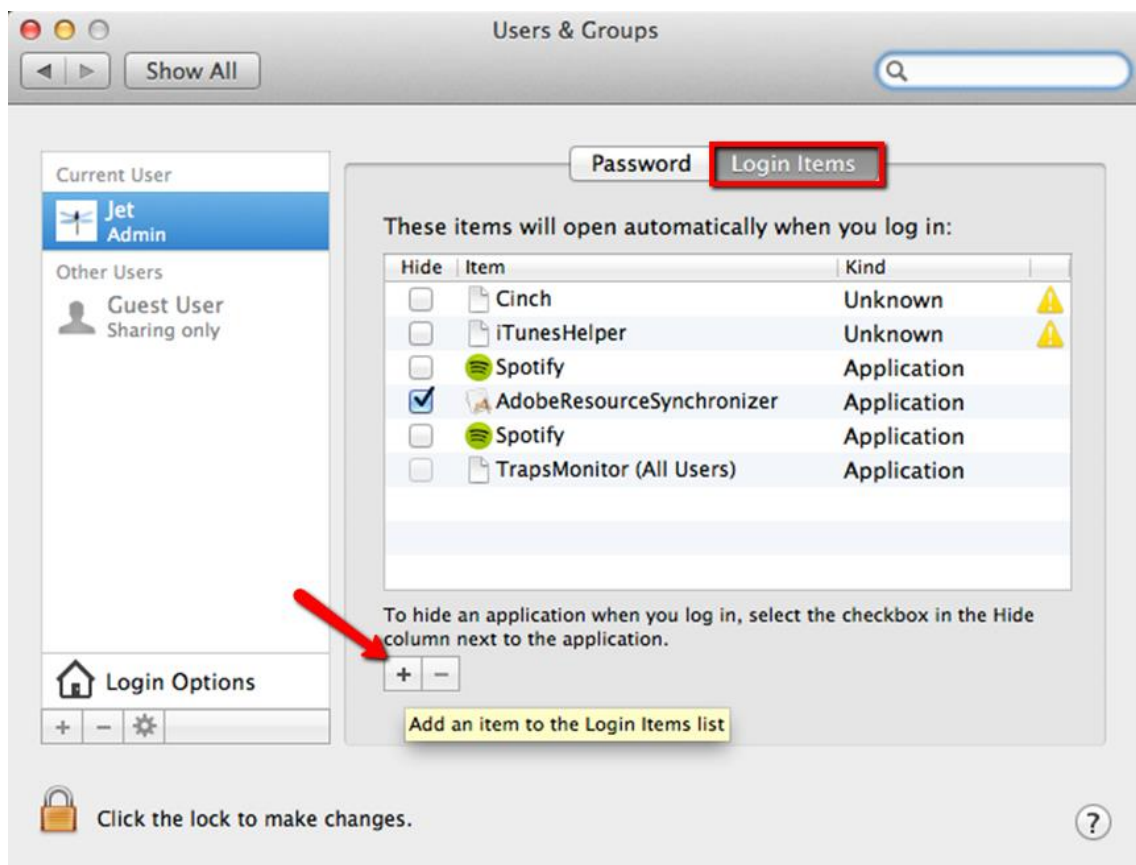 Users & Groups
Show All
Password
Login Items
Current User
Jet
Admin
Other Users
Guest User
Sharing only
Login Options
+ −
These items will open automatically when you log in:
Hide Item Kind
Cinch Unknown
iTunesHelper Unknown
Spotify Application
AdobeResourceSynchronizer Application
Spotify Application
TrapsMonitor (All Users) Application
To hide an application when you log in, select the checkbox in the Hide
column next to the application.
+ −
Add an item to the Login Items list
Click the lock to make changes.
?